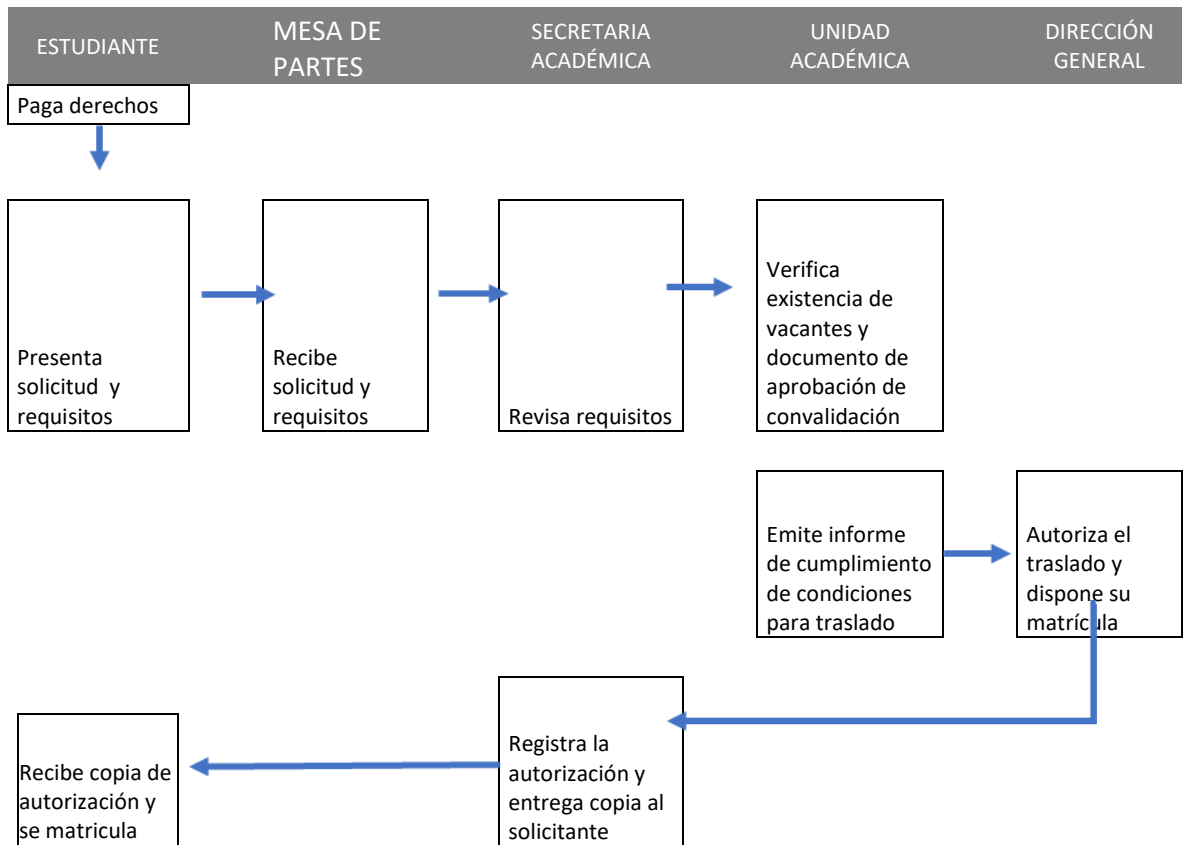 ESTUDIANTE
MESA DE
PARTES
SECRETARIA
ACADÉMICA
UNIDAD
ACADÉMICA
DIRECCIÓN
GENERAL
Paga derechos
Presenta
solicitud y
requisitos
Recibe
solicitud y
requisitos
Revisa requisitos
Verifica
existencia de
vacantes y
documento de
aprobación de
convalidación
Emite informe
de cumplimiento
de condiciones
para traslado
Autoriza el
traslado y
dispone su
matrícula
Registra la
autorización y
entrega copia al
solicitante
Recibe copia de
autorización y
se matricula